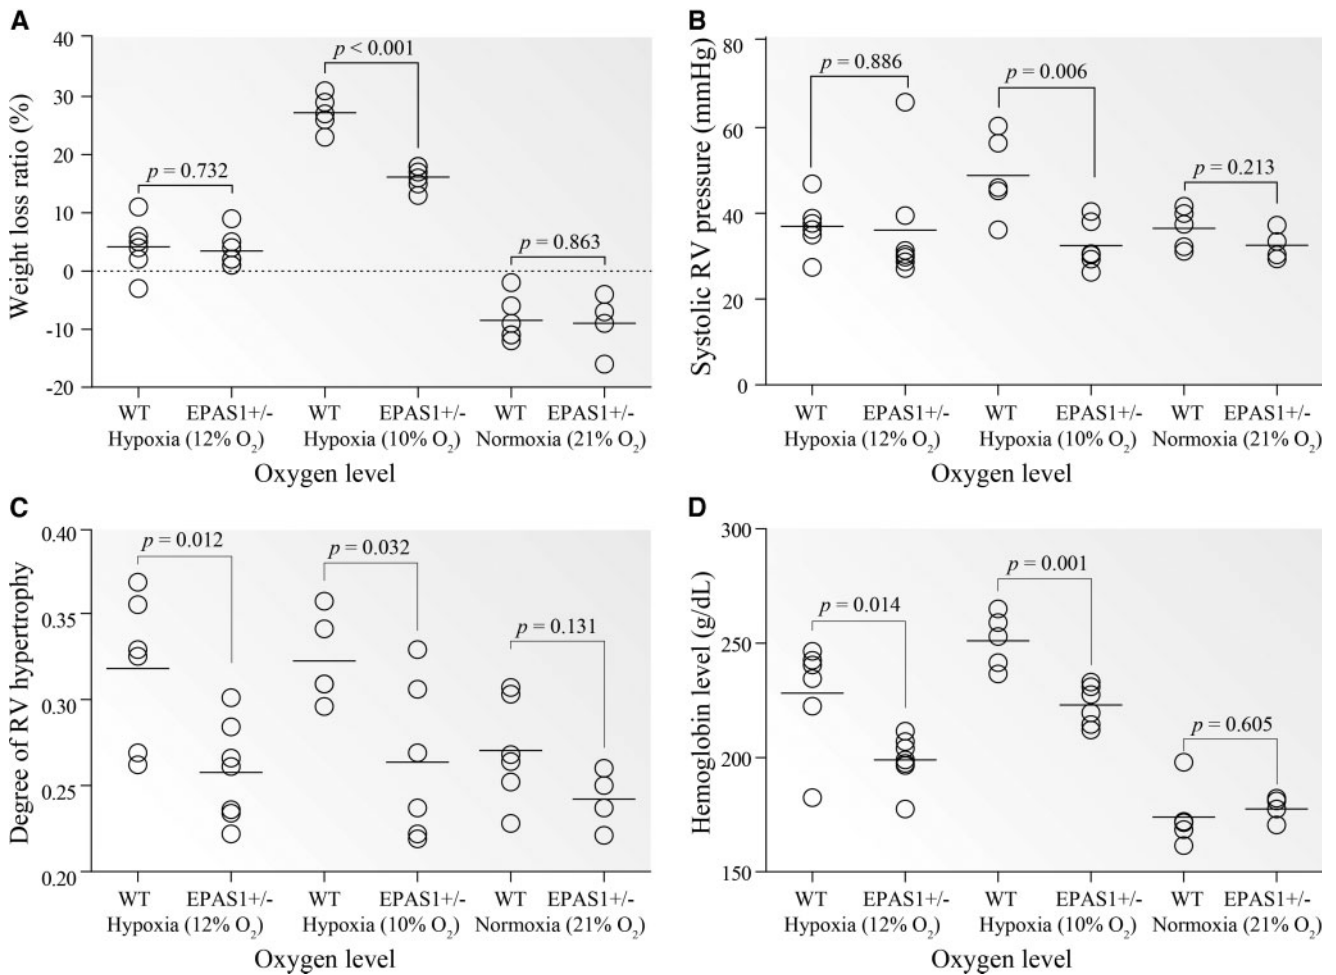 A
Weight loss ratio (%)
40
30
20
10
0
-10
-20
p = 0.732
p < 0.001
p = 0.863
WT EPAS1+/- WT EPAS1+/- WT EPAS1+/-
Hypoxia (12% O2) Hypoxia (10% O2) Normoxia (21% O2)
Oxygen level
B
Systolic RV pressure (mmHg)
80
60
40
20
0
p = 0.886
p = 0.006
p = 0.213
WT EPAS1+/- WT EPAS1+/- WT EPAS1+/-
Hypoxia (12% O2) Hypoxia (10% O2) Normoxia (21% O2)
Oxygen level
C
Degree of RV hypertrophy
0.40
0.35
0.30
0.25
0.20
p = 0.012
p = 0.032
p = 0.131
WT EPAS1+/- WT EPAS1+/- WT EPAS1+/-
Hypoxia (12% O2) Hypoxia (10% O2) Normoxia (21% O2)
Oxygen level
D
Hemoglobin level (g/dL)
300
250
200
150
p = 0.014
p = 0.001
p = 0.605
WT EPAS1+/- WT EPAS1+/- WT EPAS1+/-
Hypoxia (12% O2) Hypoxia (10% O2) Normoxia (21% O2)
Oxygen level